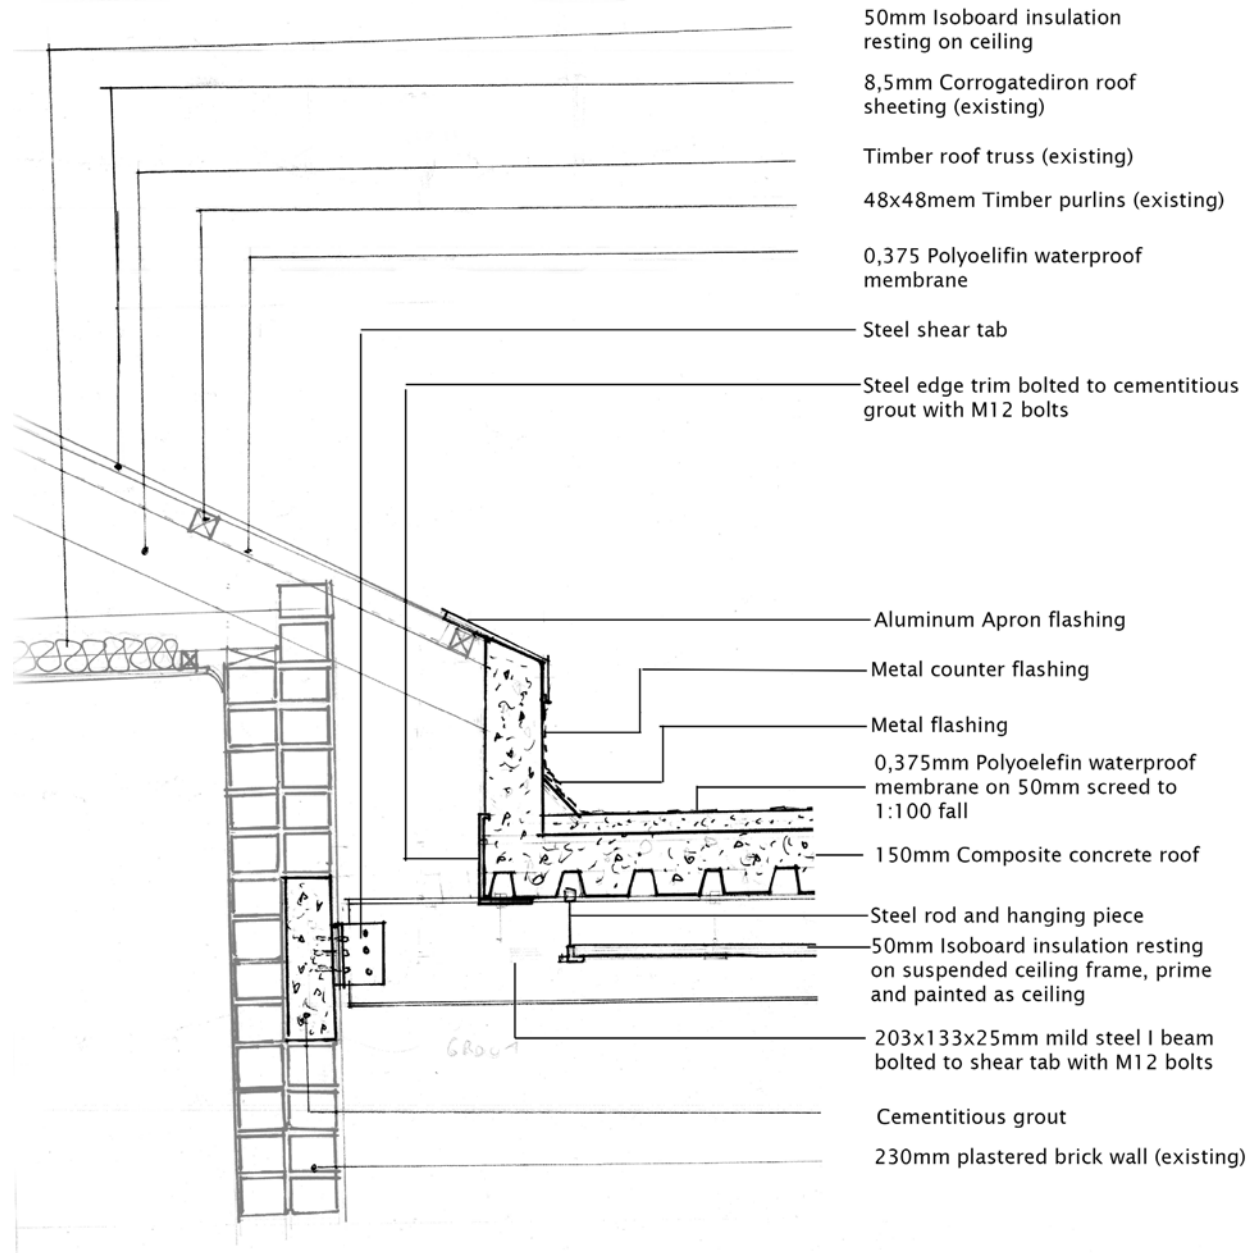 50mm Isoboard insulation
resting on ceiling
8,5mm Corrogatediron roof
sheeting (existing)
Timber roof truss (existing)
48x48mem Timber purlins (existing)
0,375 Polyoelifin waterproof
membrane
Steel shear tab
Steel edge trim bolted to cementitious
grout with M12 bolts
Aluminum Apron flashing
Metal counter flashing
Metal flashing
0,375mm Polyoelefin waterproof
membrane on 50mm screed to
1:100 fall
150mm Composite concrete roof
Steel rod and hanging piece
50mm Isoboard insulation resting
on suspended ceiling frame, prime
and painted as ceiling
203x133x25mm mild steel I beam
bolted to shear tab with M12 bolts
GROUT
Cementitious grout
230mm plastered brick wall (existing)